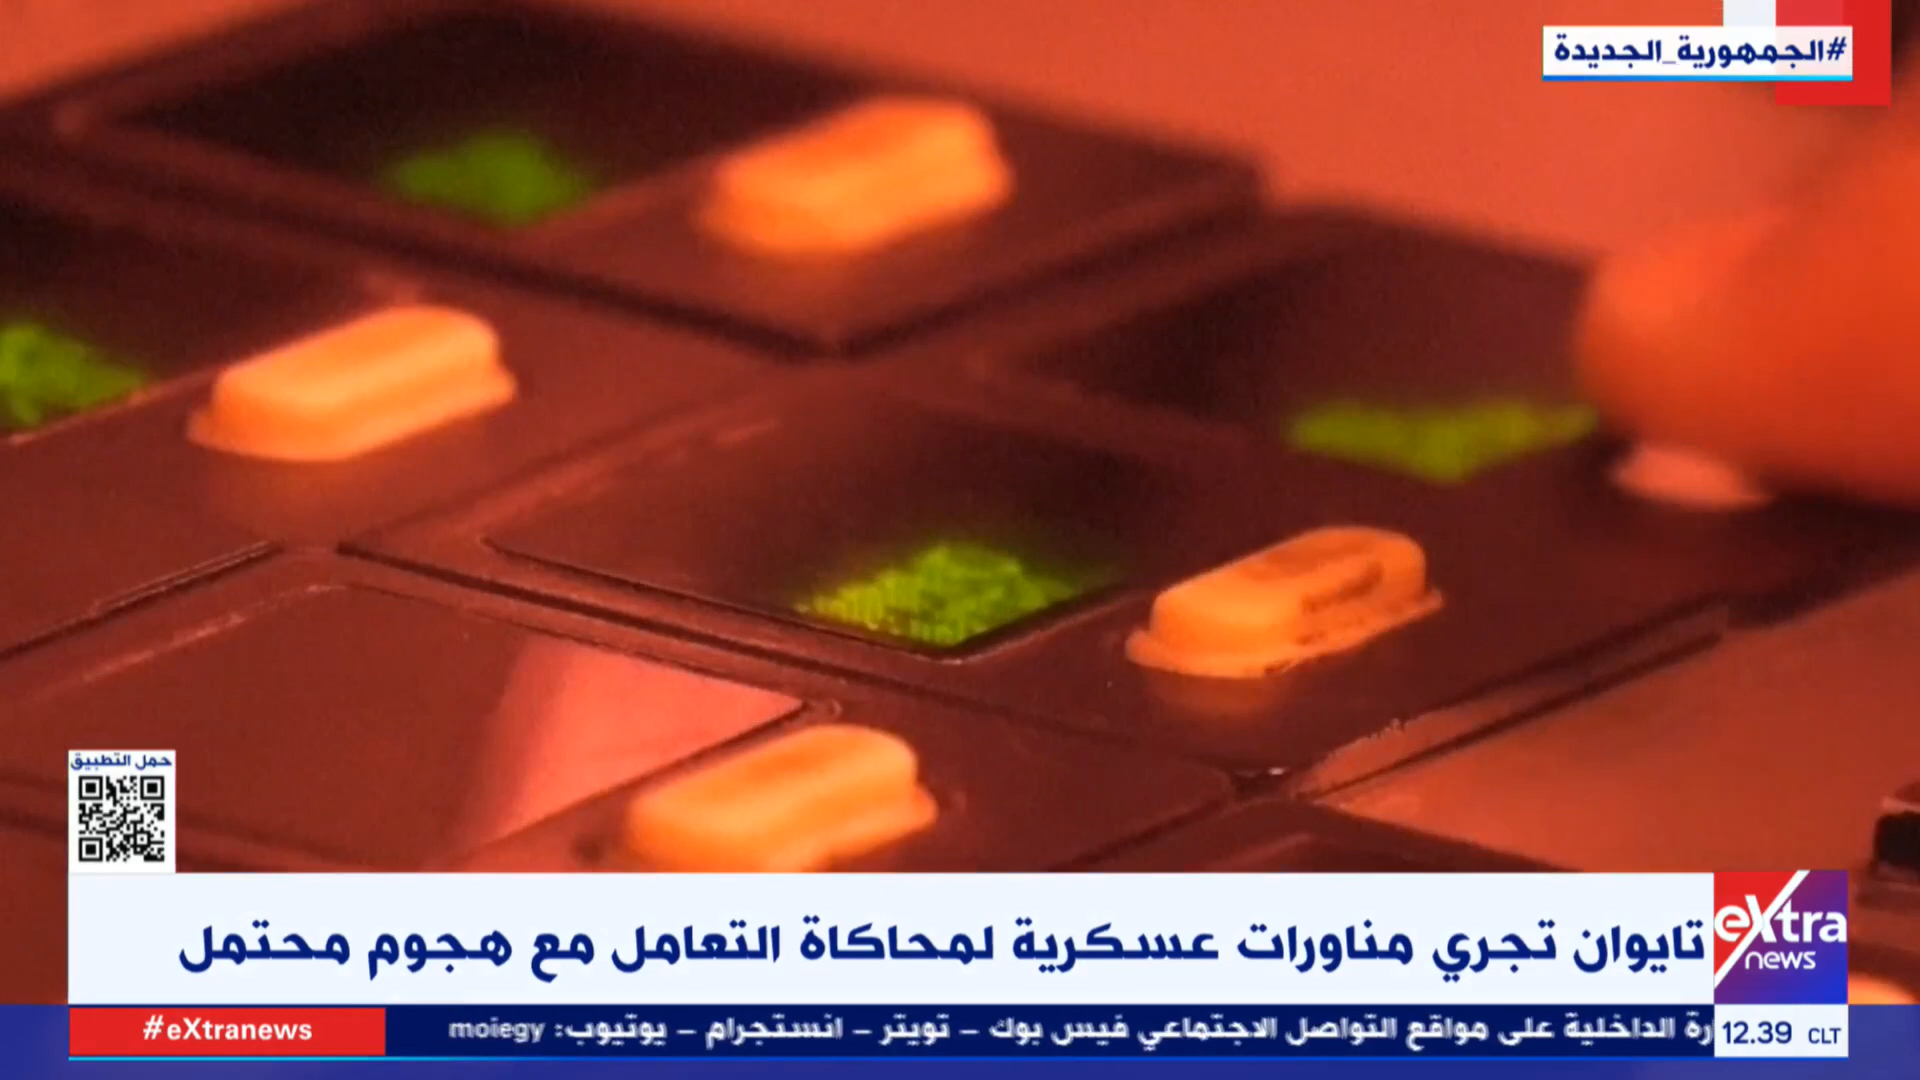 #الجمهورية_الجديدة
حمل التطبيق
تايوان تجري مناورات عسكرية لمحاكاة التعامل مع هجوم محتمل
eXtra
news
#eXtranews
الداخلية على مواقع التواصل الاجتماعي فيس بوك – تويتر – انستجرام – يوتيوب: moiegy
12.39 CLT